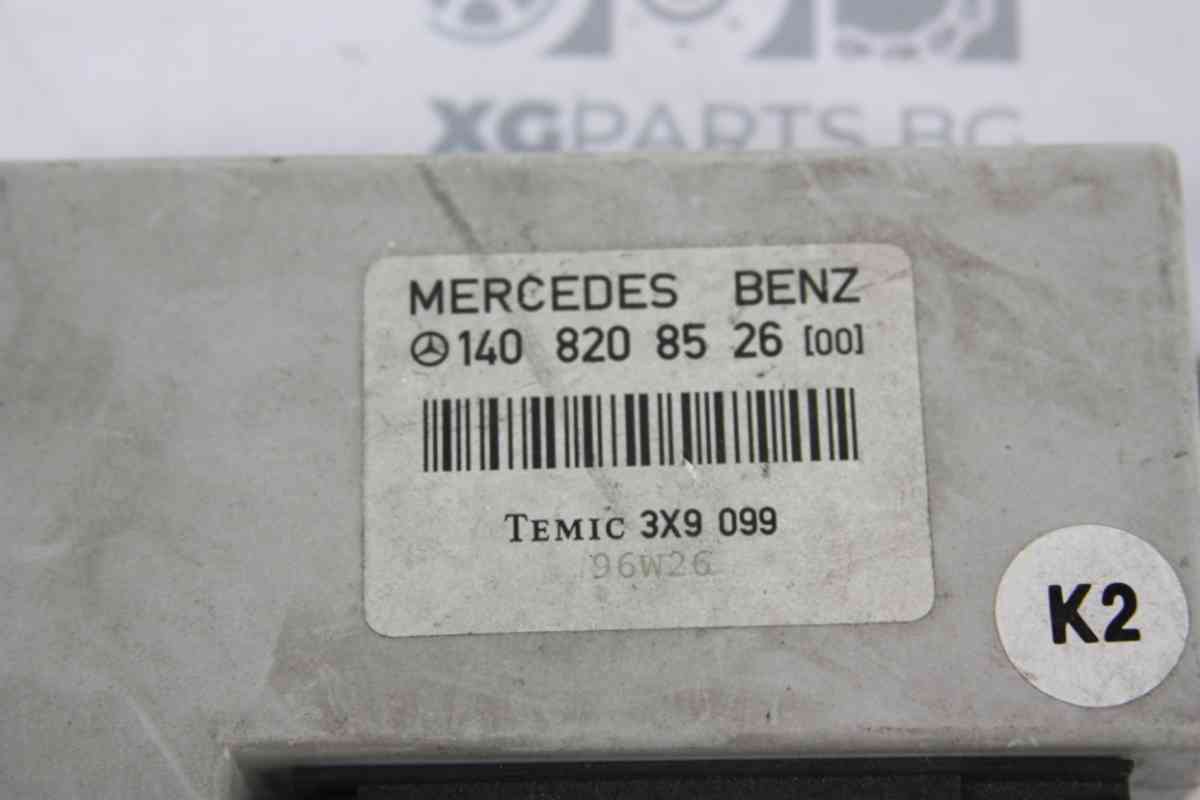 XGPARTS.BG
MERCEDES BENZ
140 820 85 26 [00]
TEMIC 3X9 099
96W26
K2